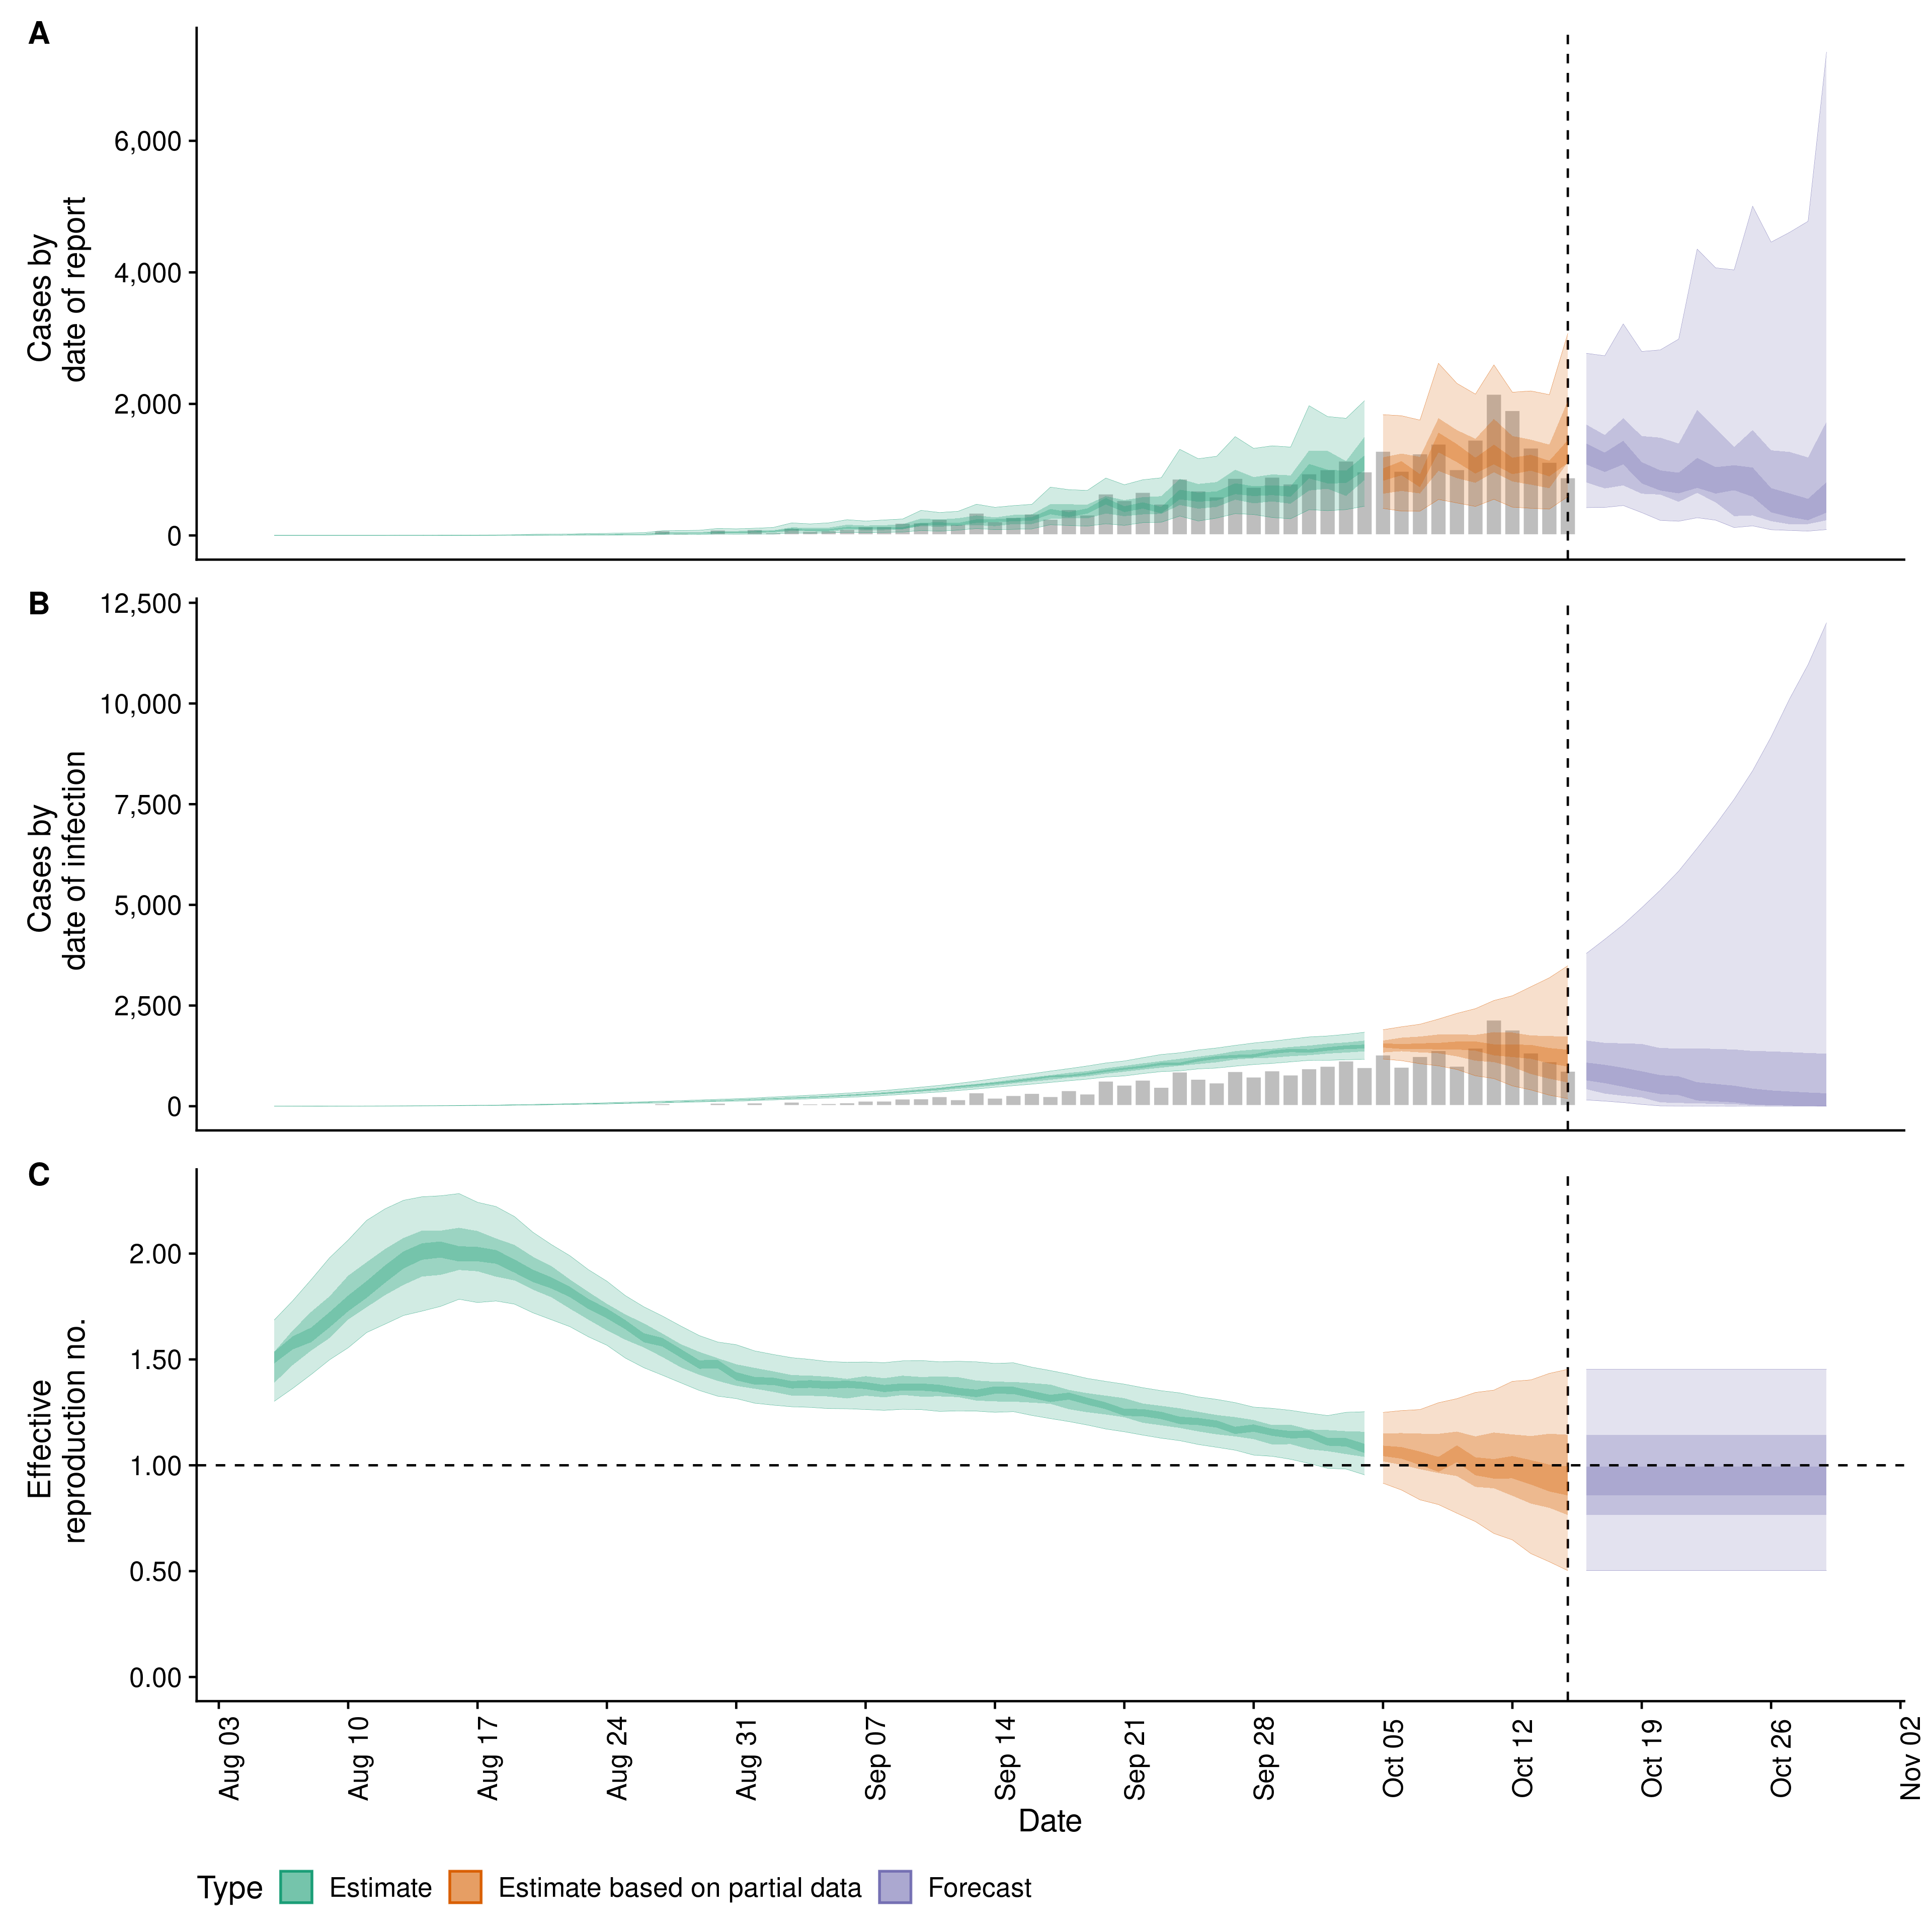 A
6,000
4,000
2,000
0
Cases by
date of report
B
12,500
10,000
7,500
5,000
2,500
0
Cases by
date of infection
C
2.00
1.50
1.00
0.50
0.00
Effective
reproduction no.
Aug 03
Aug 10
Aug 17
Aug 24
Aug 31
Sep 07
Sep 14
Sep 21
Sep 28
Oct 05
Oct 12
Oct 19
Oct 26
Nov 02
Date
Type Estimate Estimate based on partial data Forecast